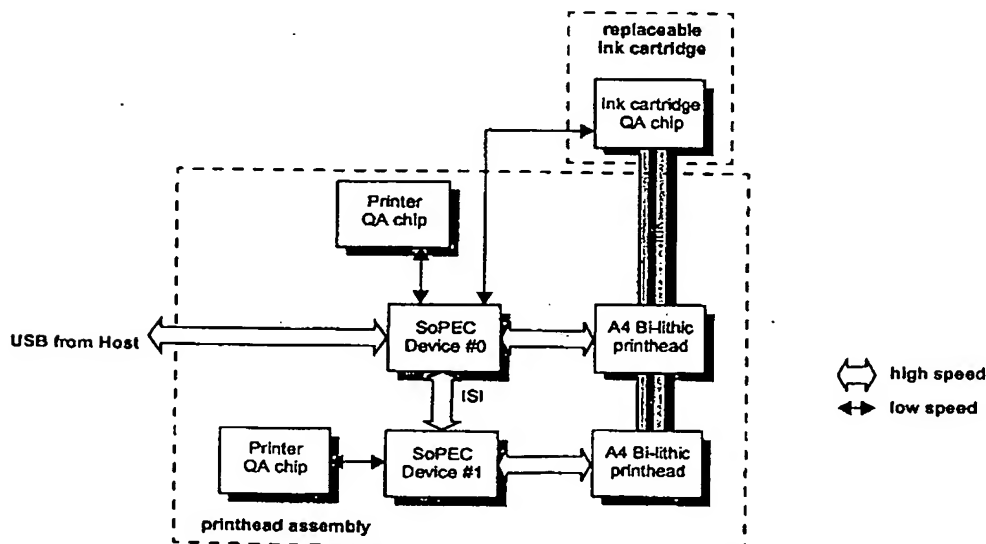 replaceable
ink cartridge
Ink cartridge
QA chip
Printer
QA chip
USB from Host
SoPEC
Device #0
A4 Bi-lithic
printhead
high speed
low speed
ISI
Printer
QA chip
SoPEC
Device #1
A4 Bi-lithic
printhead
printhead assembly